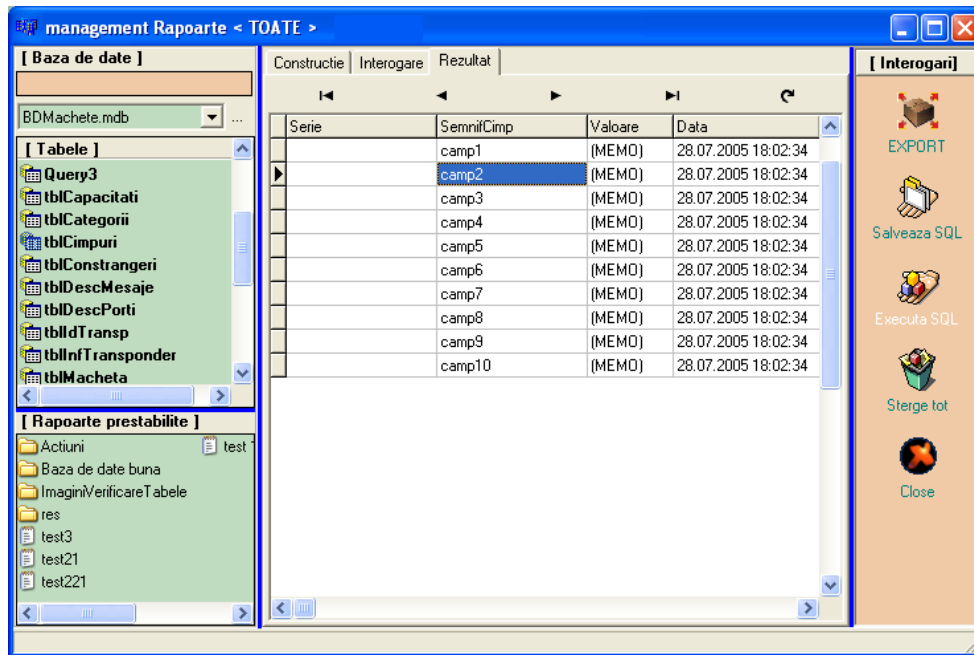 management Rapoarte < TOATE >
[ Baza de date ]
BDMachete.mdb
...
[ Tabele ]
Query3
tblCapacitati
tblCategorii
tblCimpuri
tblConstrangeri
tblDescMesaje
tblDescPorti
tblIdTransp
tblInfTransponder
tblMacheta
[ Rapoarte prestabilite ]
Actiuni
Baza de date buna
ImaginiVerificareTabele
res
test3
test21
test221
test
Constructie Interogare Rezultat
Serie SemnifCimp Valoare Data
camp1 (MEMO) 28.07.2005 18:02:34
camp2 (MEMO) 28.07.2005 18:02:34
camp3 (MEMO) 28.07.2005 18:02:34
camp4 (MEMO) 28.07.2005 18:02:34
camp5 (MEMO) 28.07.2005 18:02:34
camp6 (MEMO) 28.07.2005 18:02:34
camp7 (MEMO) 28.07.2005 18:02:34
camp8 (MEMO) 28.07.2005 18:02:34
camp9 (MEMO) 28.07.2005 18:02:34
camp10 (MEMO) 28.07.2005 18:02:34
[ Interogari]
EXPORT
Salveaza SQL
Executa SQL
Sterge tot
Close